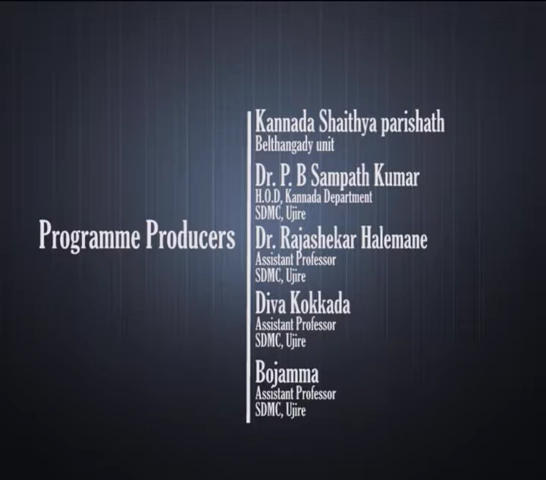 Programme Producers
Kannada Shaithya parishath
Belthangady unit
Dr. P. B Sampath Kumar
H.O.D, Kannada Department
SDMC, Ujire
Dr. Rajashekar Halemane
Assistant Professor
SDMC, Ujire
Diva Kokkada
Assistant Professor
SDMC, Ujire
Bojamma
Assistant Professor
SDMC, Ujire